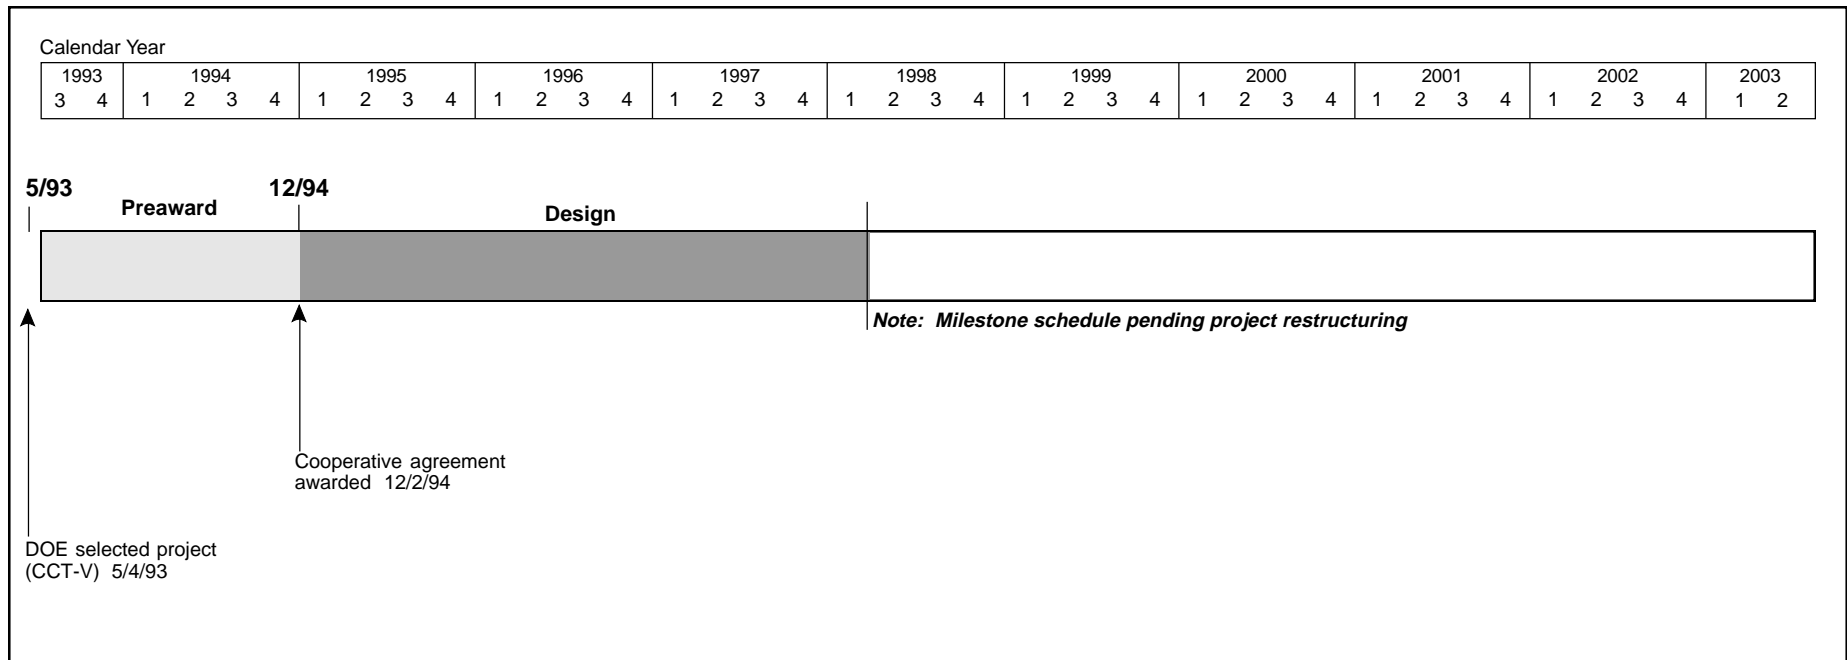 Calendar Year
1993 1994 1995 1996 1997 1998 1999 2000 2001 2002 2003
3 4 1 2 3 4 1 2 3 4 1 2 3 4 1 2 3 4 1 2 3 4 1 2 3 4 1 2 3 4 1 2 3 4 1 2 3 4 1 2
5/93 12/94
Preaward Design
Note: Milestone schedule pending project restructuring
Cooperative agreement
awarded 12/2/94
DOE selected project
(CCT-V) 5/4/93